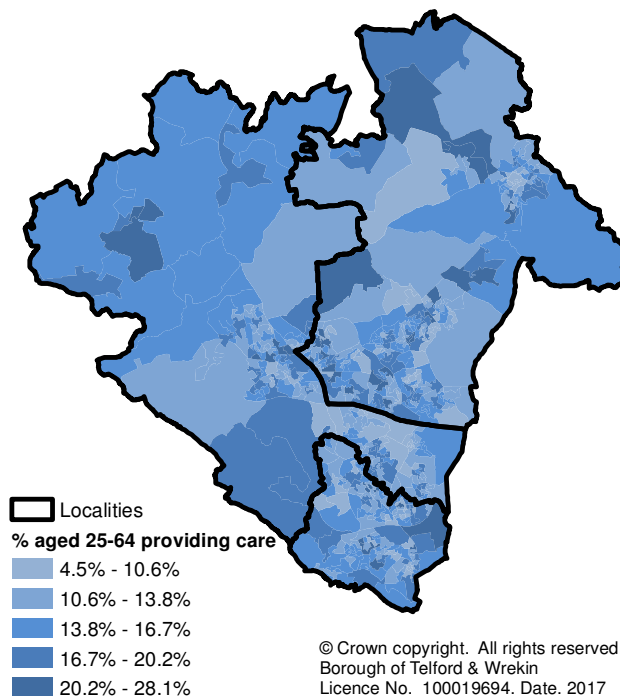 Localities
% aged 25-64 providing care
4.5% - 10.6%
10.6% - 13.8%
13.8% - 16.7%
16.7% - 20.2%
20.2% - 28.1%
© Crown copyright. All rights reserved
Borough of Telford & Wrekin
Licence No. 100019694. Date. 2017